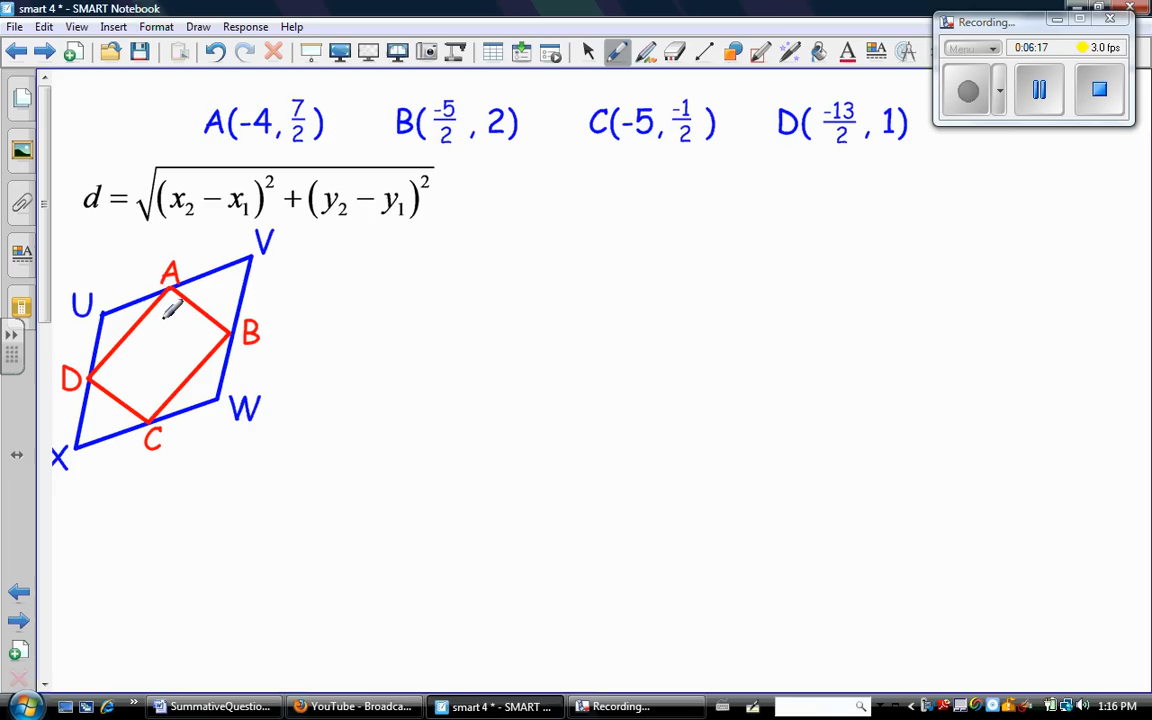 smart 4 * - SMART Notebook
File Edit View Insert Format Draw Response Help
Recording...
Menu
0:06:17
3.0 fps
A(-4, 7/2) B(-5/2, 2) C(-5, -1/2) D(-13/2, 1)
d = √(x₂ − x₁)² + (y₂ − y₁)²
V
A
U
B
D
W
C
X
SummativeQuestio...
YouTube - Broadca...
smart 4 * - SMART ...
Recording...
1:16 PM